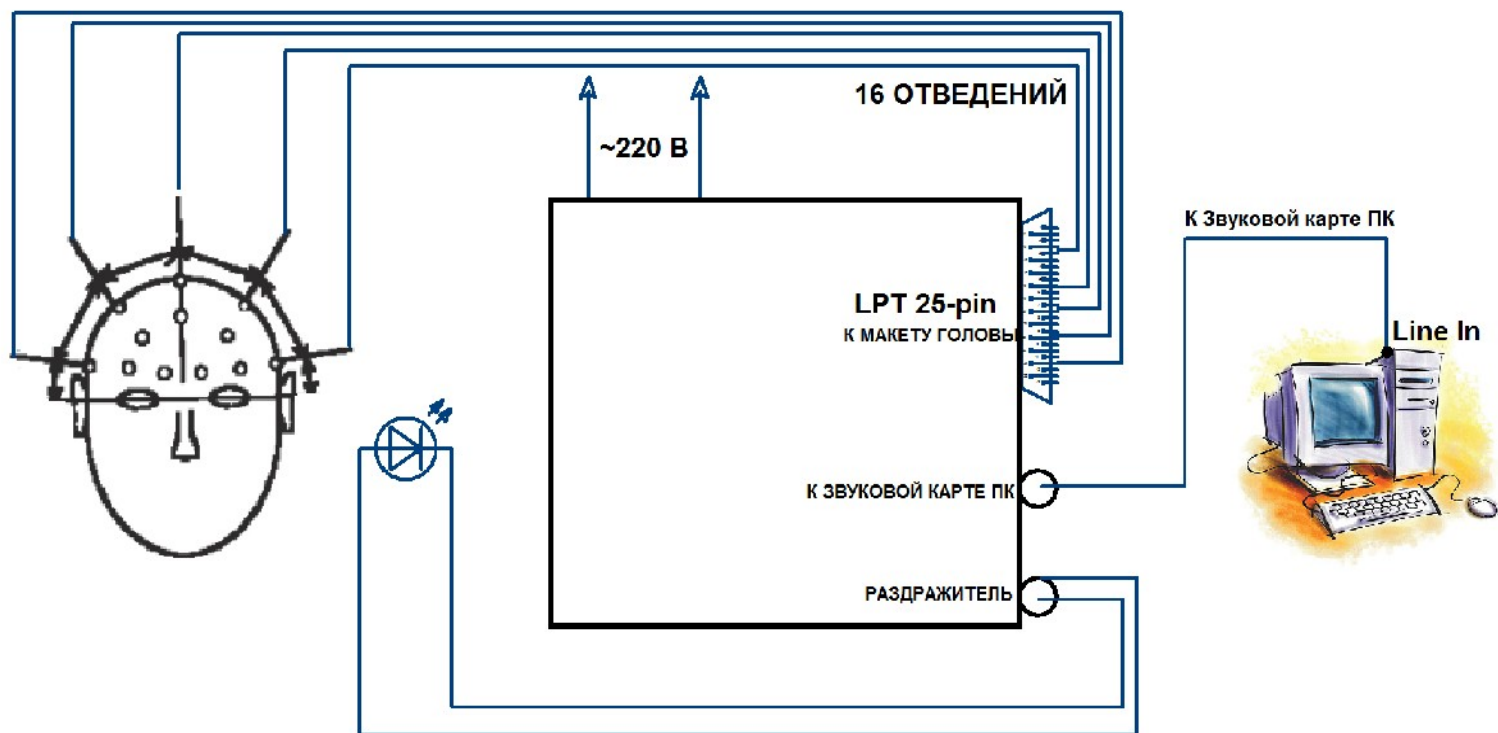 16 ОТВЕДЕНИЙ
~220 В
К Звуковой карте ПК
LPT 25-pin
К МАКЕТУ ГОЛОВЫ
Line In
К ЗВУКОВОЙ КАРТЕ ПК
РАЗДРАЖИТЕЛЬ